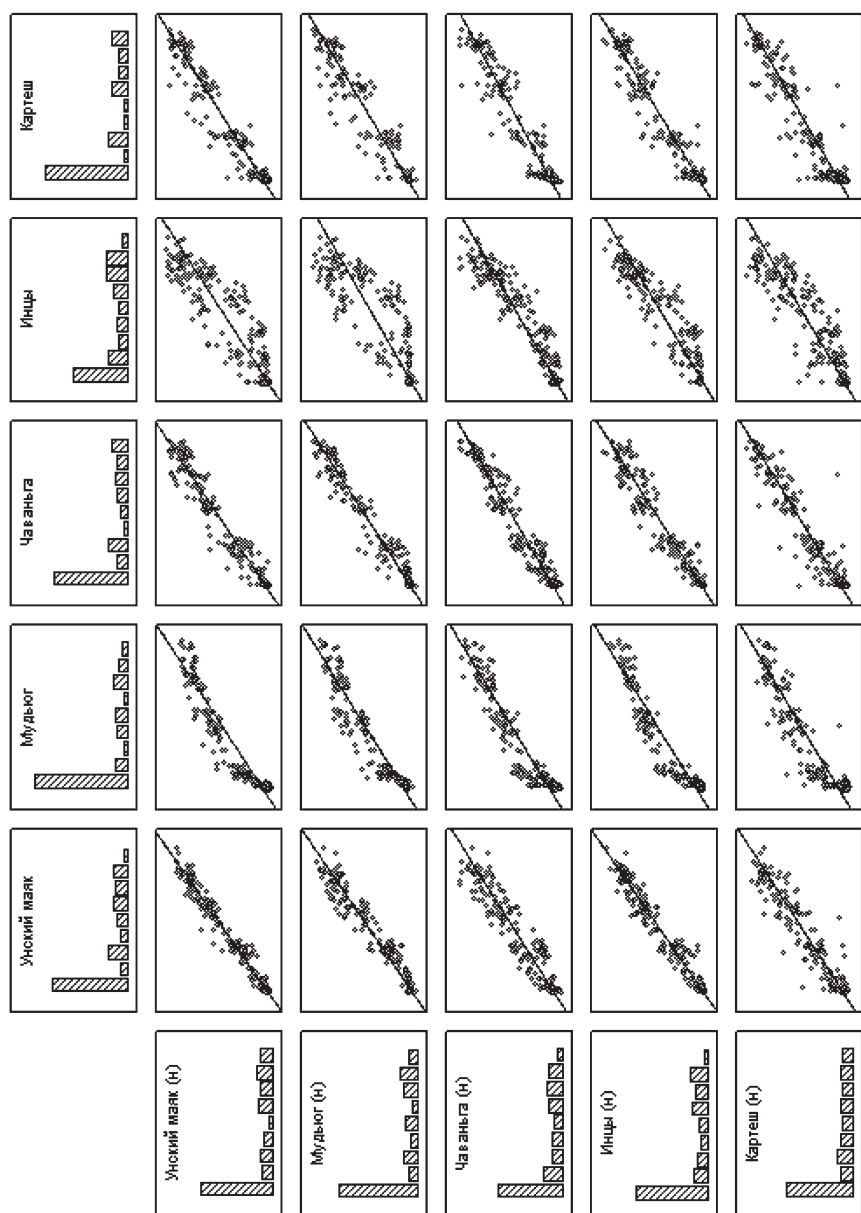 Унский маяк
Мудьюг
Чаваньга
Инцы
Картеш
Унский маяк (н)
Мудьюг (н)
Чаваньга (н)
Инцы (н)
Картеш (н)